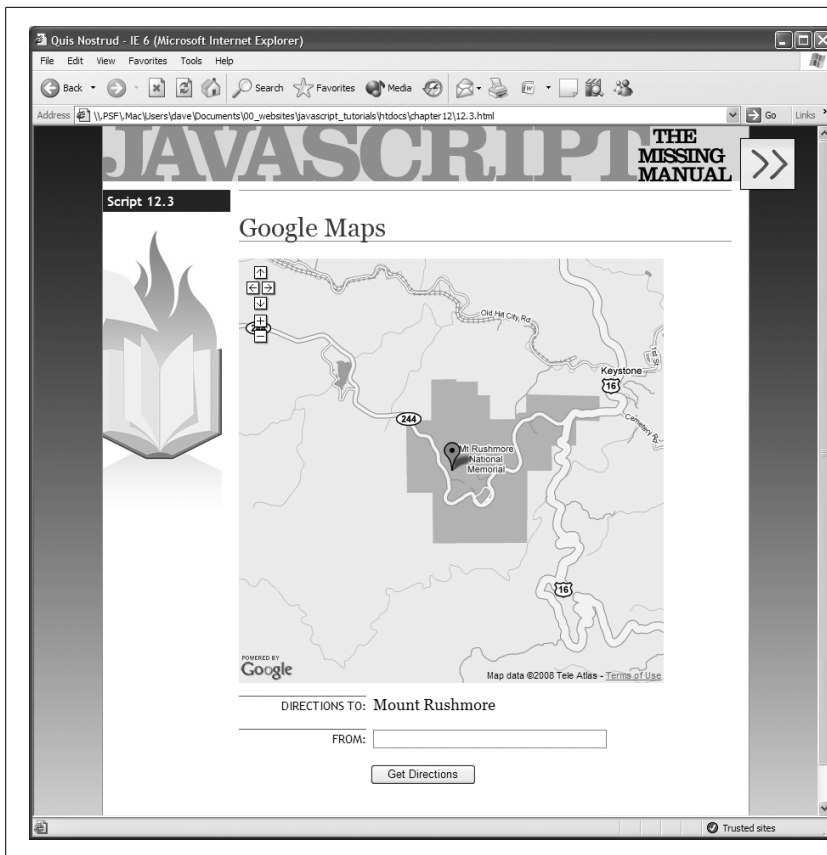 Quis Nostrud - IE 6 (Microsoft Internet Explorer)
File Edit View Favorites Tools Help
Back Search Favorites Media
Address \\.PSF\.Mac\Users\dave\Documents\00_websites\javascript_tutorials\htdocs\chapter12\12.3.html Go Links »
JAVASCRIPT THE MISSING MANUAL
Script 12.3
Google Maps
Old Hill City Rd
1st St
Keystone
16
244
Cemetery Rd
Mt Rushmore
National
Memorial
16
POWERED BY
Google
Map data ©2008 Tele Atlas - Terms of Use
DIRECTIONS TO: Mount Rushmore
FROM:
Get Directions
Trusted sites